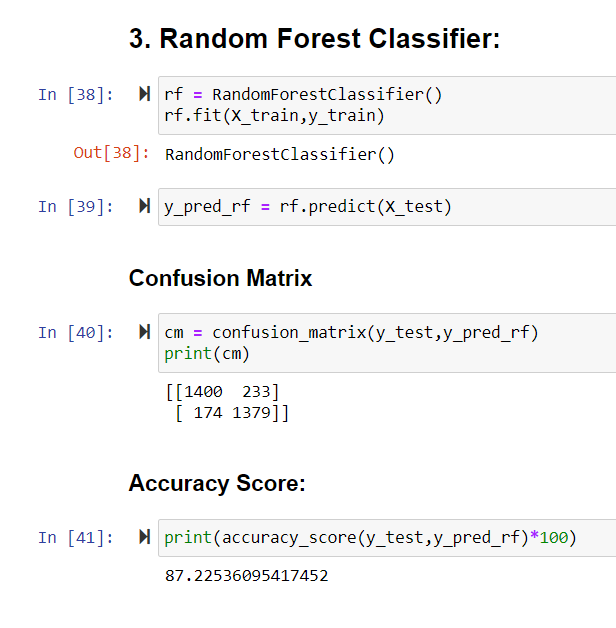 3. Random Forest Classifier:
In [38]: rf = RandomForestClassifier()
rf.fit(X_train,y_train)
Out[38]: RandomForestClassifier()
In [39]: y_pred_rf = rf.predict(X_test)
Confusion Matrix
In [40]: cm = confusion_matrix(y_test,y_pred_rf)
print(cm)
[[1400  233]
 [ 174 1379]]
Accuracy Score:
In [41]: print(accuracy_score(y_test,y_pred_rf)*100)
87.22536095417452